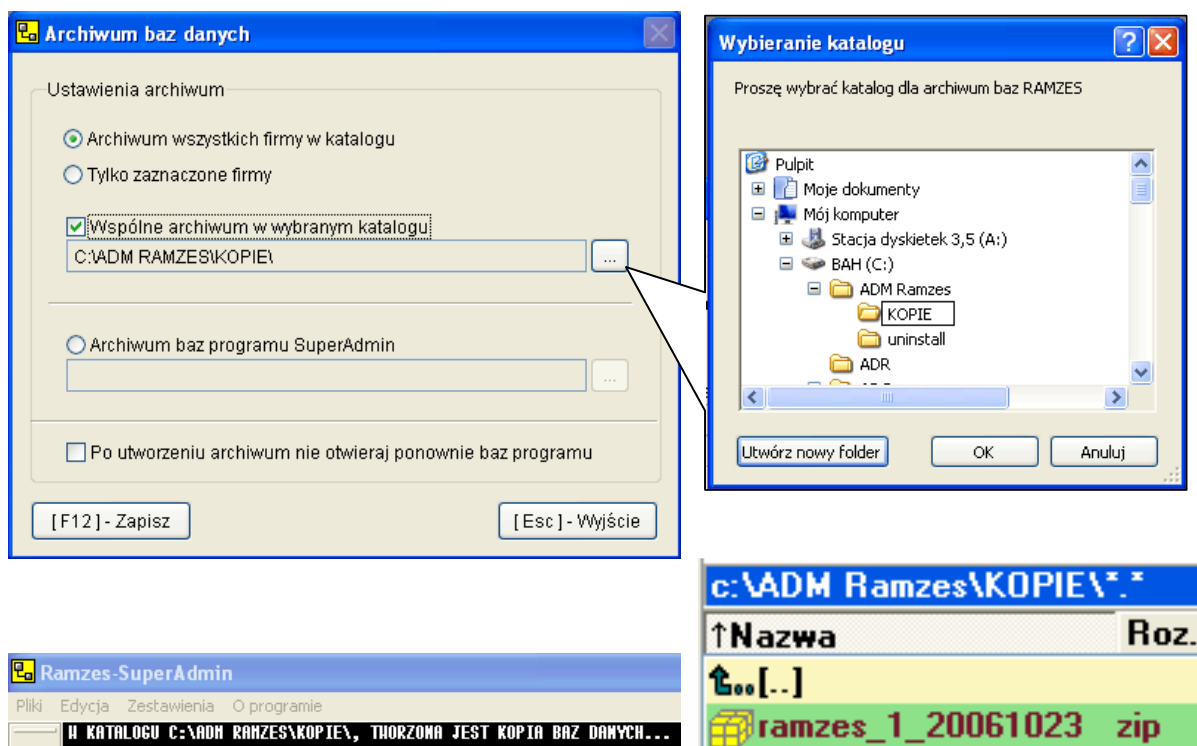 Archiwum baz danych
Ustawienia archiwum
Archiwum wszystkich firmy w katalogu
Tylko zaznaczone firmy
Wspólne archiwum w wybranym katalogu
C:\ADM RAMZES\KOPIE\
...
Archiwum baz programu SuperAdmin
...
Po utworzeniu archiwum nie otwieraj ponownie baz programu
[F12] - Zapisz
[Esc] - Wyjście
Wybieranie katalogu
Proszę wybrać katalog dla archiwum baz RAMZES
Pulpit
Moje dokumenty
Mój komputer
Stacja dyskietek 3,5 (A:)
BAH (C:)
ADM Ramzes
KOPIE
uninstall
ADR
Utwórz nowy folder
OK
Anuluj
Ramzes-SuperAdmin
Pliki Edycja Zestawienia O programie
W KATALOGU C:\ADM RAMZES\KOPIE\, TWORZONA JEST KOPIA BAZ DANYCH...
c:\ADM Ramzes\KOPIE\*.*
↑Nazwa Roz.
[..]
ramzes_1_20061023 zip